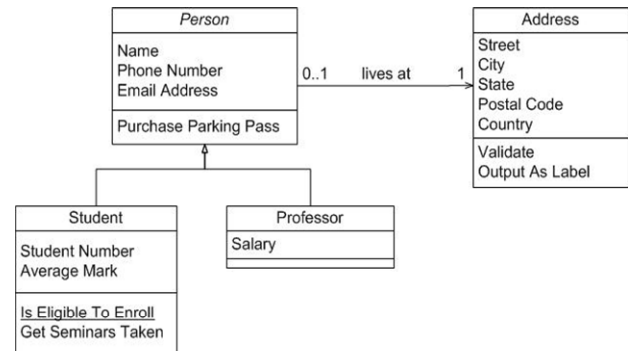 Person
Name
Phone Number
Email Address
Purchase Parking Pass
0..1 lives at 1
Address
Street
City
State
Postal Code
Country
Validate
Output As Label
Student
Student Number
Average Mark
Is Eligible To Enroll
Get Seminars Taken
Professor
Salary